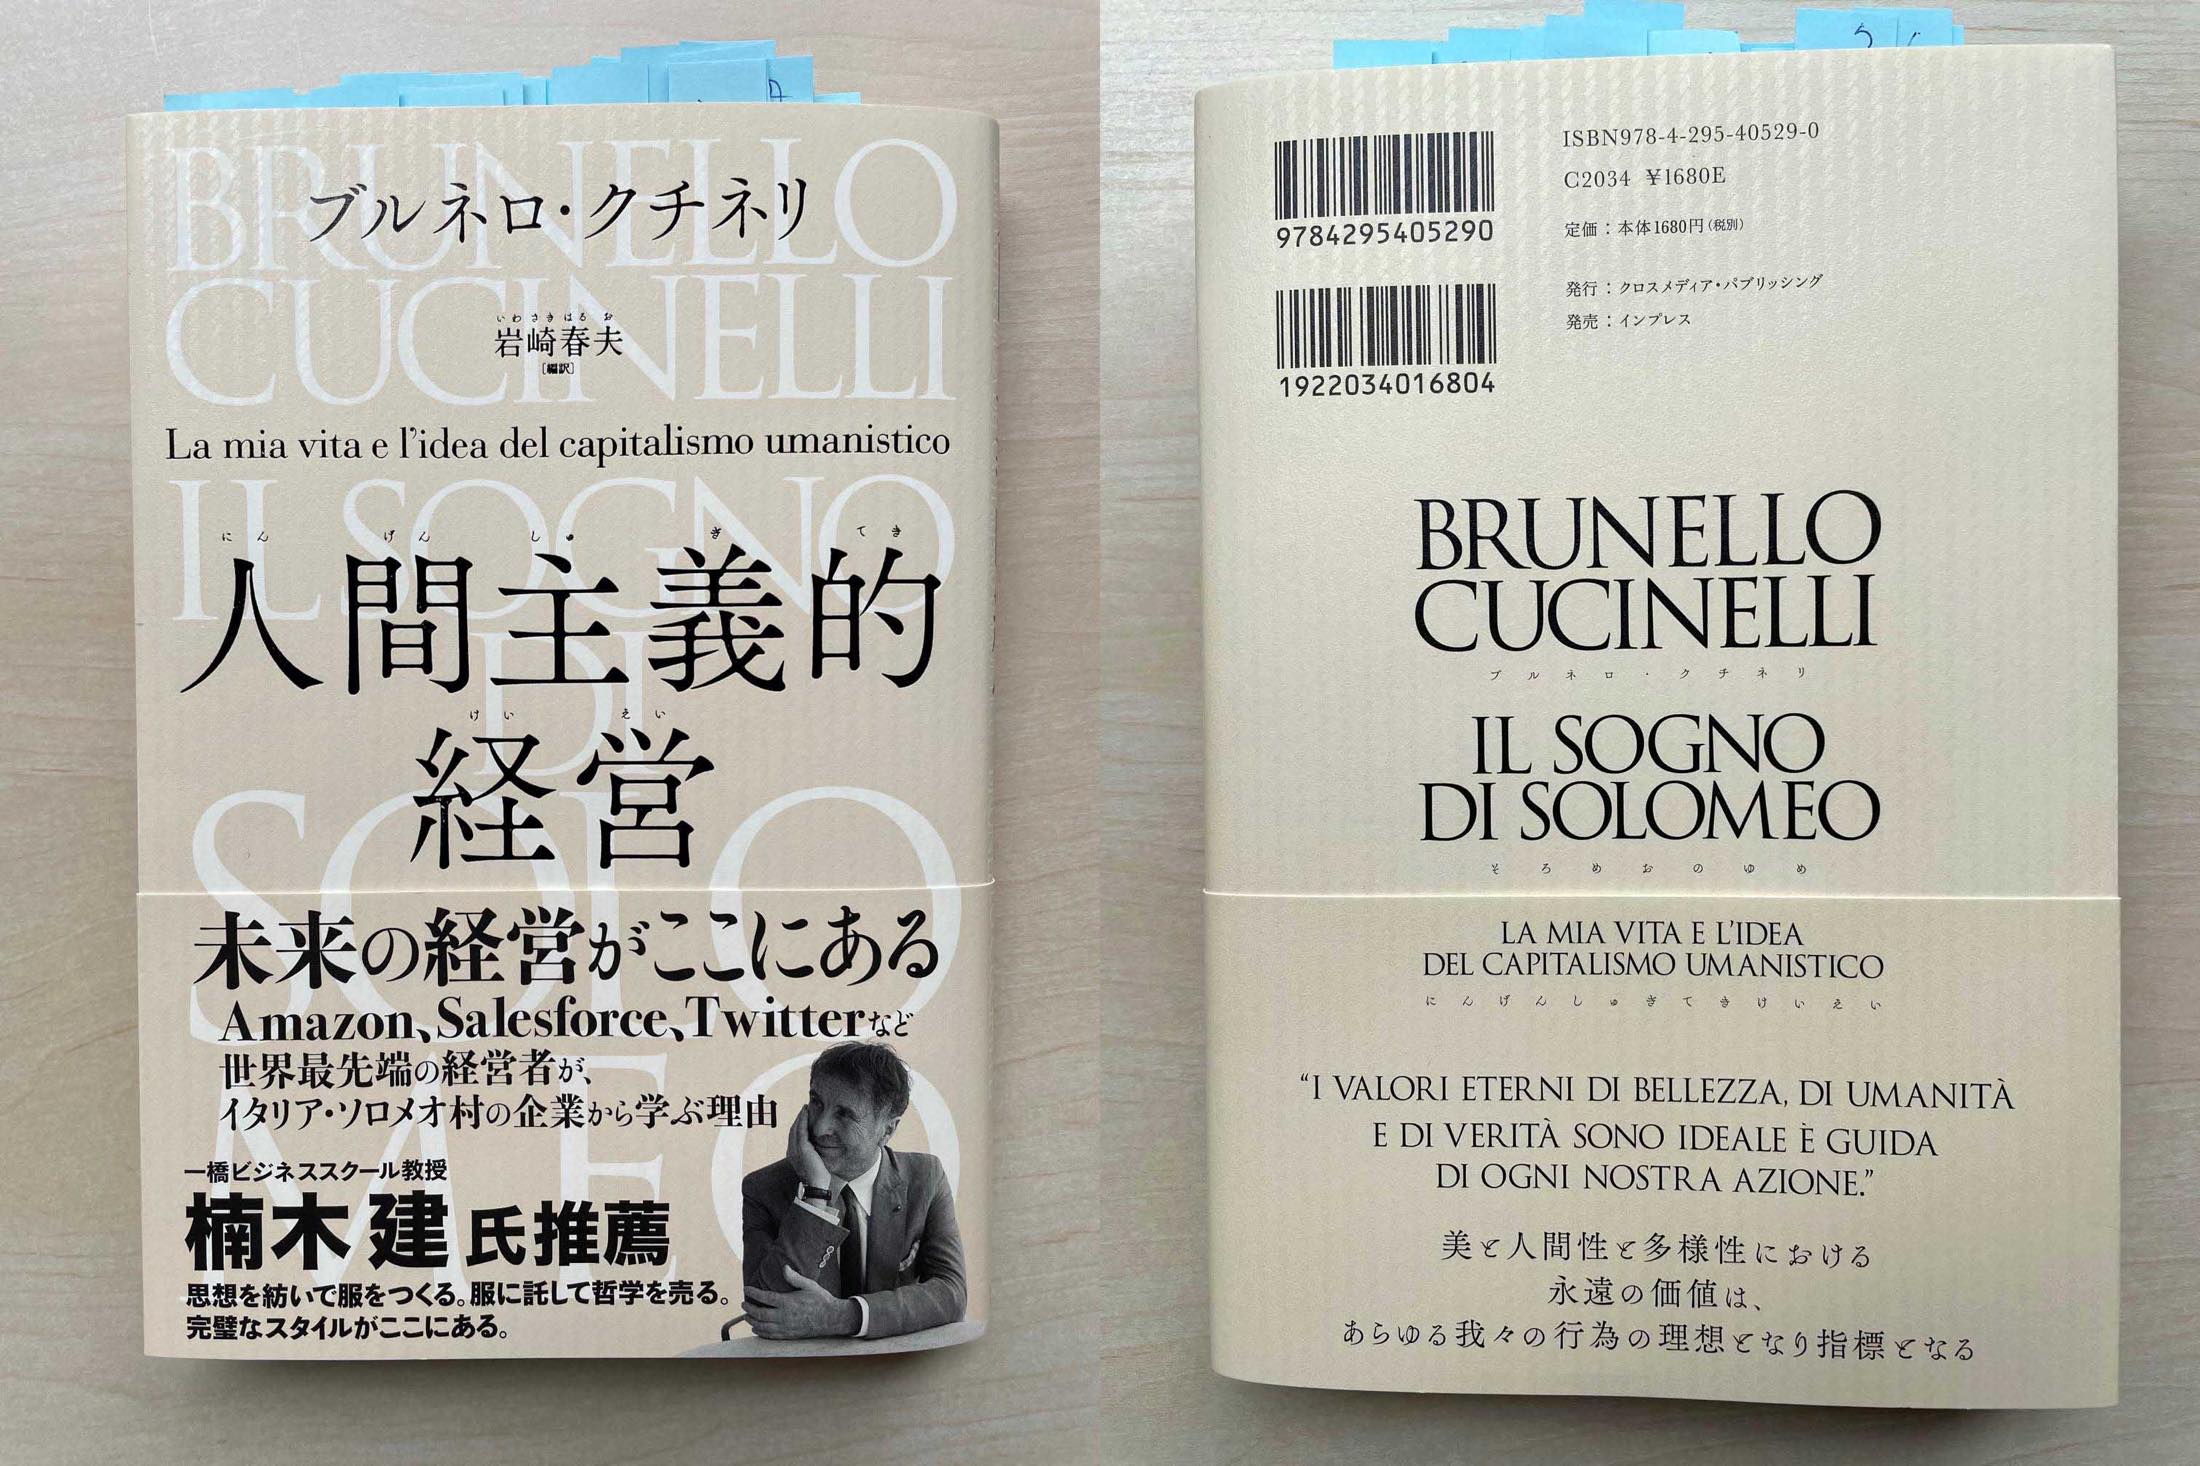 BRUNELLO
ブルネロ・クチネリ
CUCINELLI
いわさきはるお
岩崎春夫
[編訳]
La mia vita e l'idea del capitalismo umanistico
IL SOGNO
にんげんしゅぎてき
人間主義的
DI
けいえい
経営
SOLO
未来の経営がここにある
Amazon、Salesforce、Twitterなど
世界最先端の経営者が、
イタリア・ソロメオ村の企業から学ぶ理由
MEO
一橋ビジネススクール教授
楠木 建 氏推薦
思想を紡いで服をつくる。服に託して哲学を売る。
完璧なスタイルがここにある。
ISBN978-4-295-40529-0
C2034 ¥1680E
9784295405290
定価：本体1680円(税別)
発行：クロスメディア・パブリッシング
発売：インプレス
1922034016804
BRUNELLO
CUCINELLI
ブルネロ・クチネリ
IL SOGNO
DI SOLOMEO
そろめおのゆめ
LA MIA VITA E L'IDEA
DEL CAPITALISMO UMANISTICO
にんげんしゅぎてきけいえい
“I VALORI ETERNI DI BELLEZZA, DI UMANITÀ
E DI VERITÀ SONO IDEALE È GUIDA
DI OGNI NOSTRA AZIONE.”
美と人間性と多様性における
永遠の価値は、
あらゆる我々の行為の理想となり指標となる